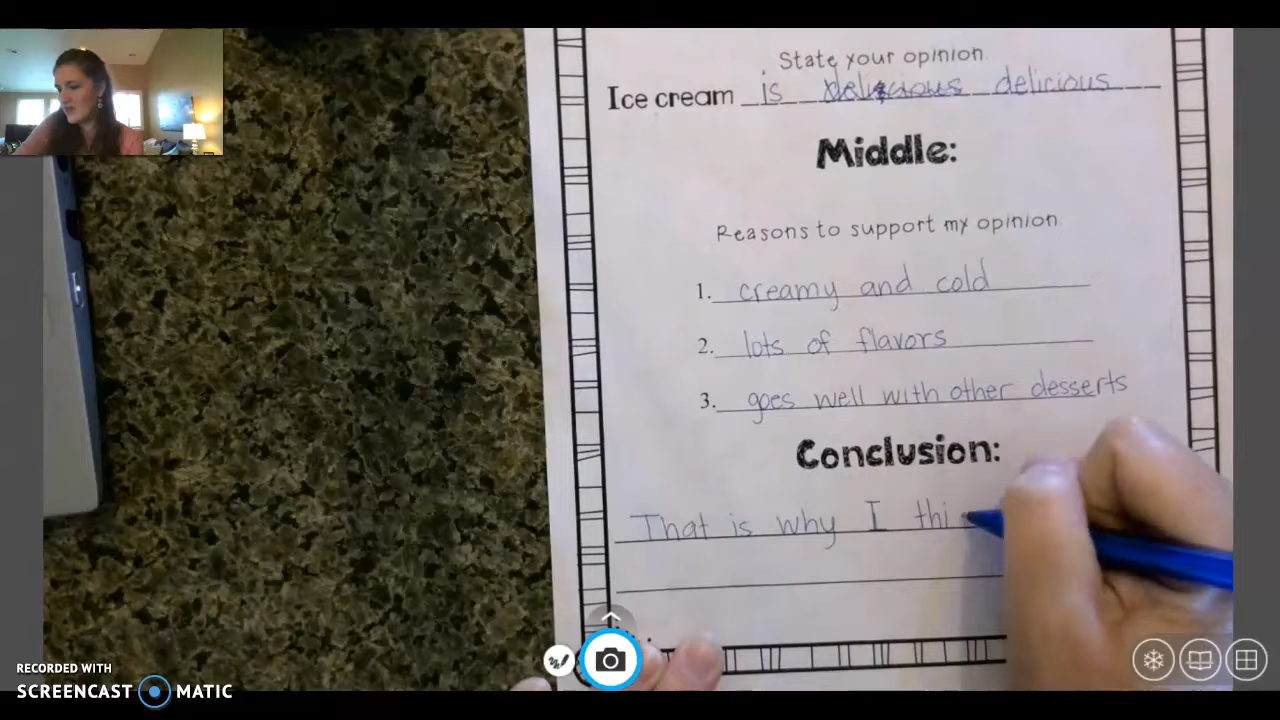 State your opinion
Ice cream is delicious delicious
Middle:
Reasons to support my opinion
1. creamy and cold
2. lots of flavors
3. goes well with other desserts
Conclusion:
That is why I thi
RECORDED WITH
SCREENCAST MATIC